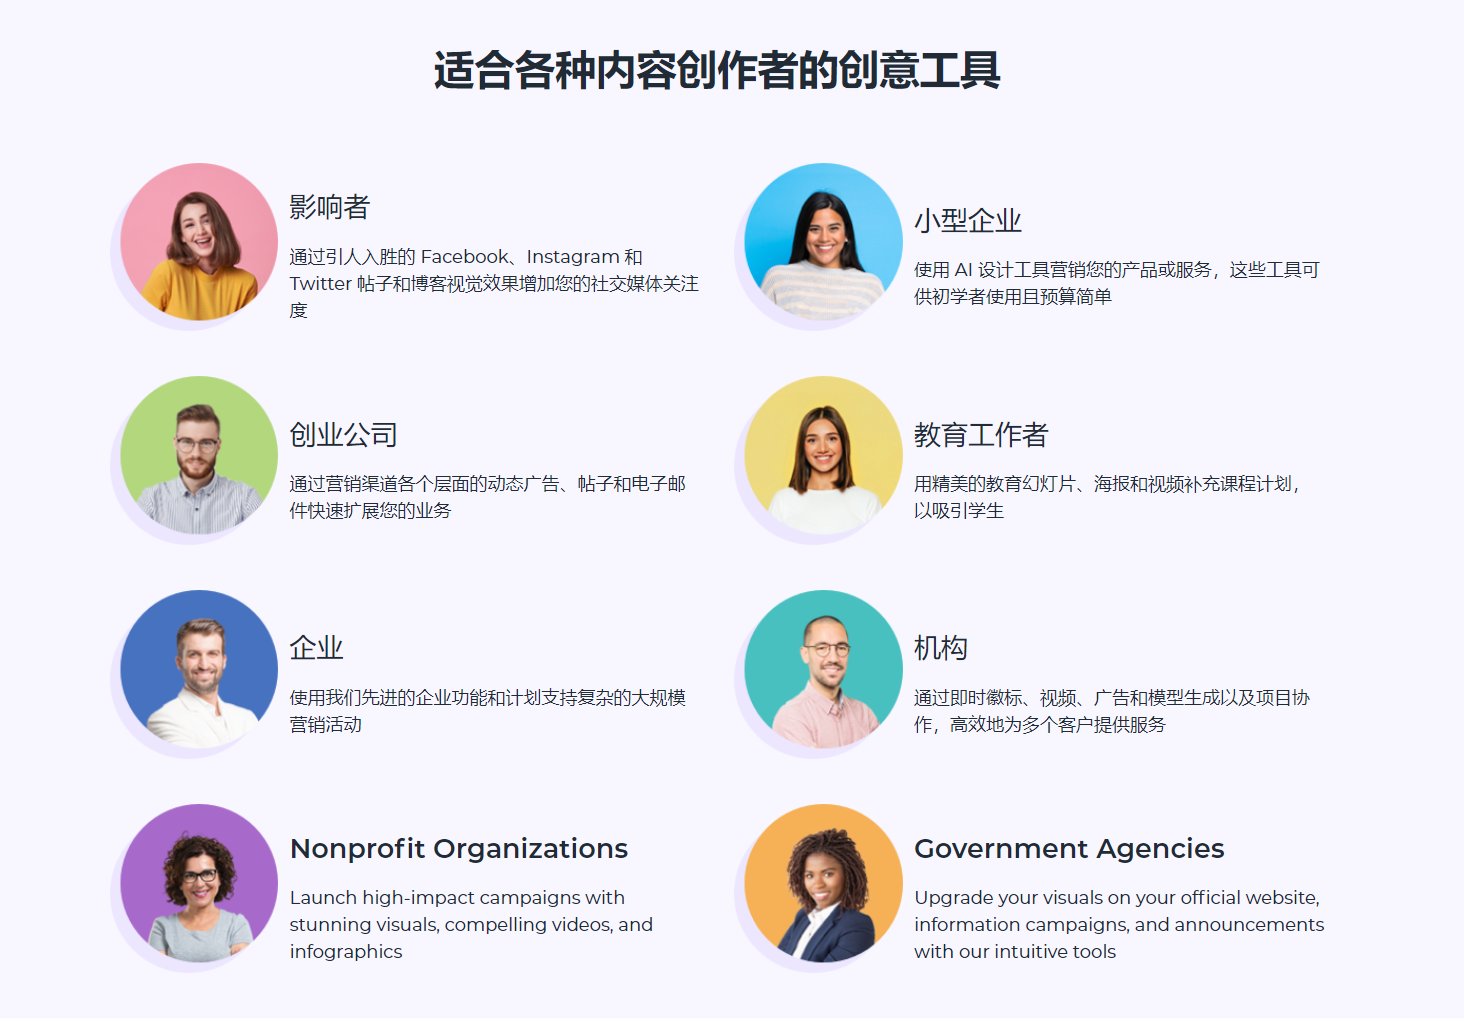 适合各种内容创作者的创意工具
影响者
通过引人入胜的 Facebook、Instagram 和
Twitter 帖子和博客视觉效果增加您的社交媒体关注
度
小型企业
使用 AI 设计工具营销您的产品或服务，这些工具可
供初学者使用且预算简单
创业公司
通过营销渠道各个层面的动态广告、帖子和电子邮
件快速扩展您的业务
教育工作者
用精美的教育幻灯片、海报和视频补充课程计划，
以吸引学生
企业
使用我们先进的企业功能和计划支持复杂的大规模
营销活动
机构
通过即时徽标、视频、广告和模型生成以及项目协
作，高效地为多个客户提供服务
Nonprofit Organizations
Launch high-impact campaigns with
stunning visuals, compelling videos, and
infographics
Government Agencies
Upgrade your visuals on your official website,
information campaigns, and announcements
with our intuitive tools